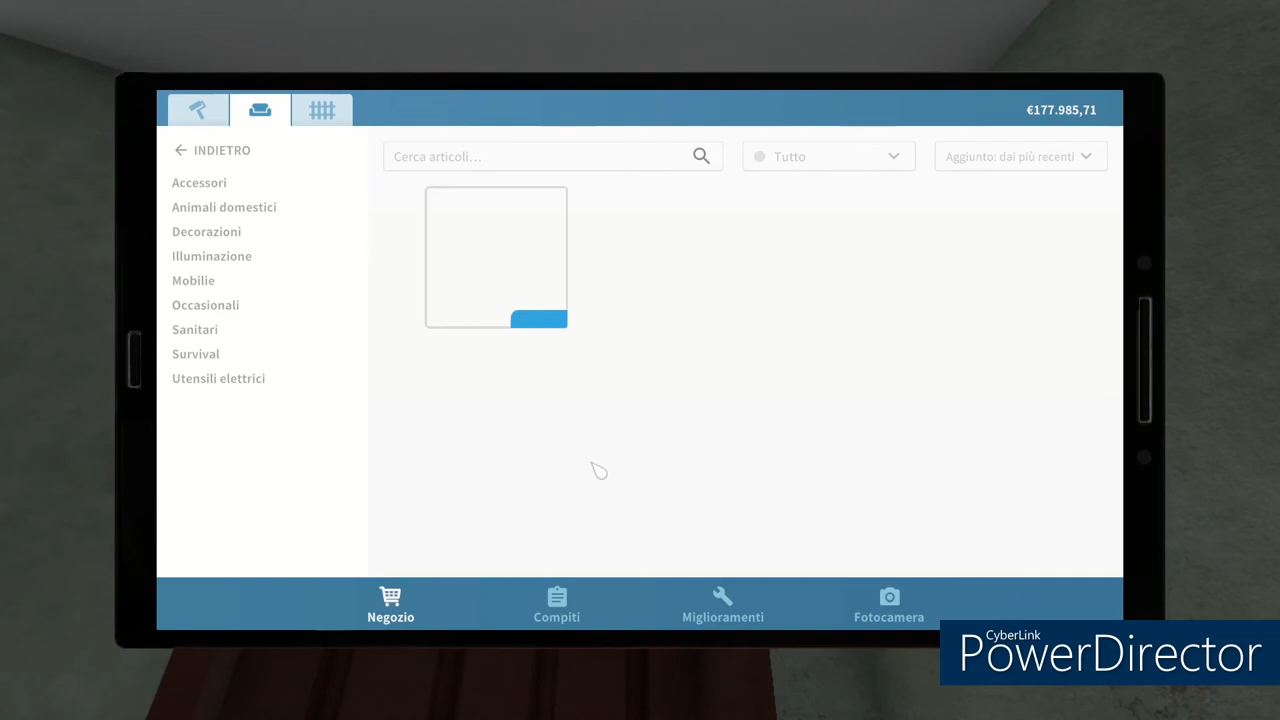 €177.985,71
INDIETRO
Accessori
Animali domestici
Decorazioni
Illuminazione
Mobilie
Occasionali
Sanitari
Survival
Utensili elettrici
Cerca articoli...
Tutto
Aggiunto: dai più recenti
Negozio
Compiti
Miglioramenti
Fotocamera
CyberLink
PowerDirector